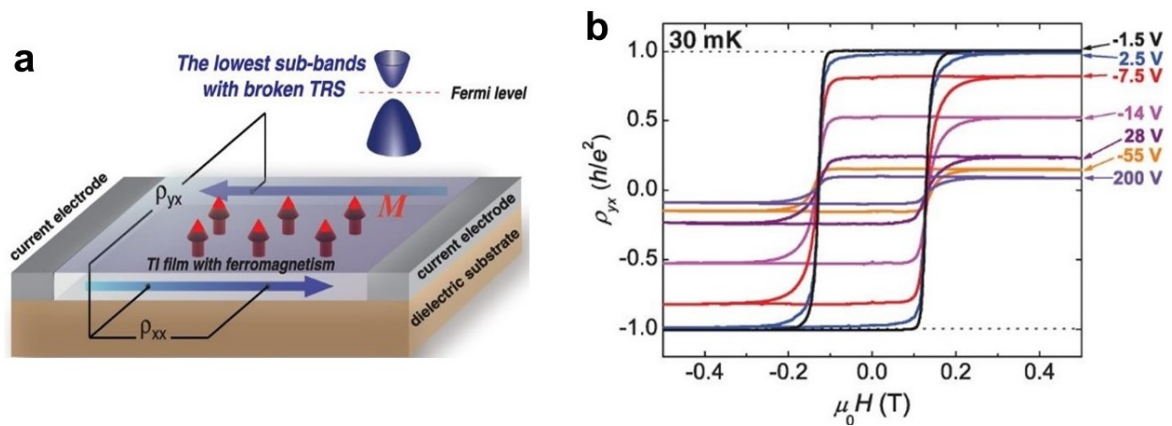 a
The lowest sub-bands
with broken TRS
Fermi level
ρyx
M
current electrode
current electrode
TI film with ferromagnetism
dielectric substrate
ρxx
b
30 mK
-1.5 V
2.5 V
-7.5 V
-14 V
28 V
-55 V
200 V
1.0
0.5
0.0
-0.5
-1.0
ρyx (h/e²)
-0.4 -0.2 0.0 0.2 0.4
μ₀H (T)